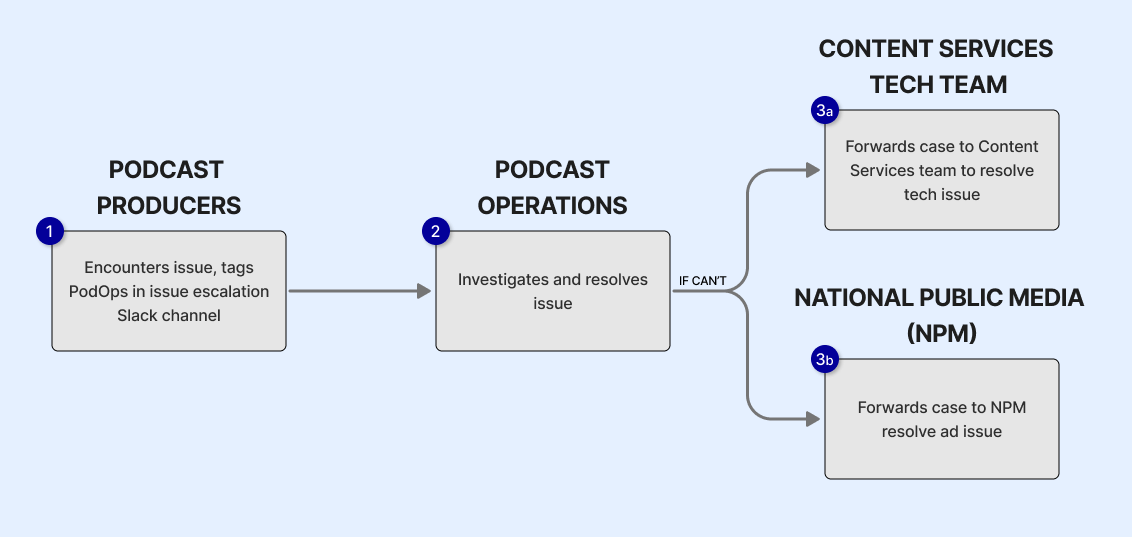 PODCAST
PRODUCERS
1
Encounters issue, tags
PodOps in issue escalation
Slack channel
PODCAST
OPERATIONS
2
Investigates and resolves
issue
IF CAN'T
CONTENT SERVICES
TECH TEAM
3a
Forwards case to Content
Services team to resolve
tech issue
NATIONAL PUBLIC MEDIA
(NPM)
3b
Forwards case to NPM
resolve ad issue